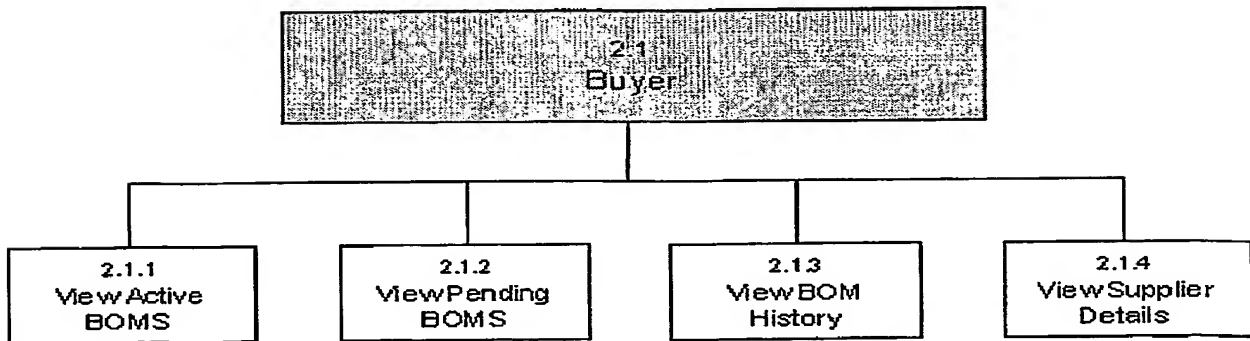 2.1
Buyer
2.1.1
View Active
BOMS
2.1.2
View Pending
BOMS
2.1.3
View BOM
History
2.1.4
View Supplier
Details